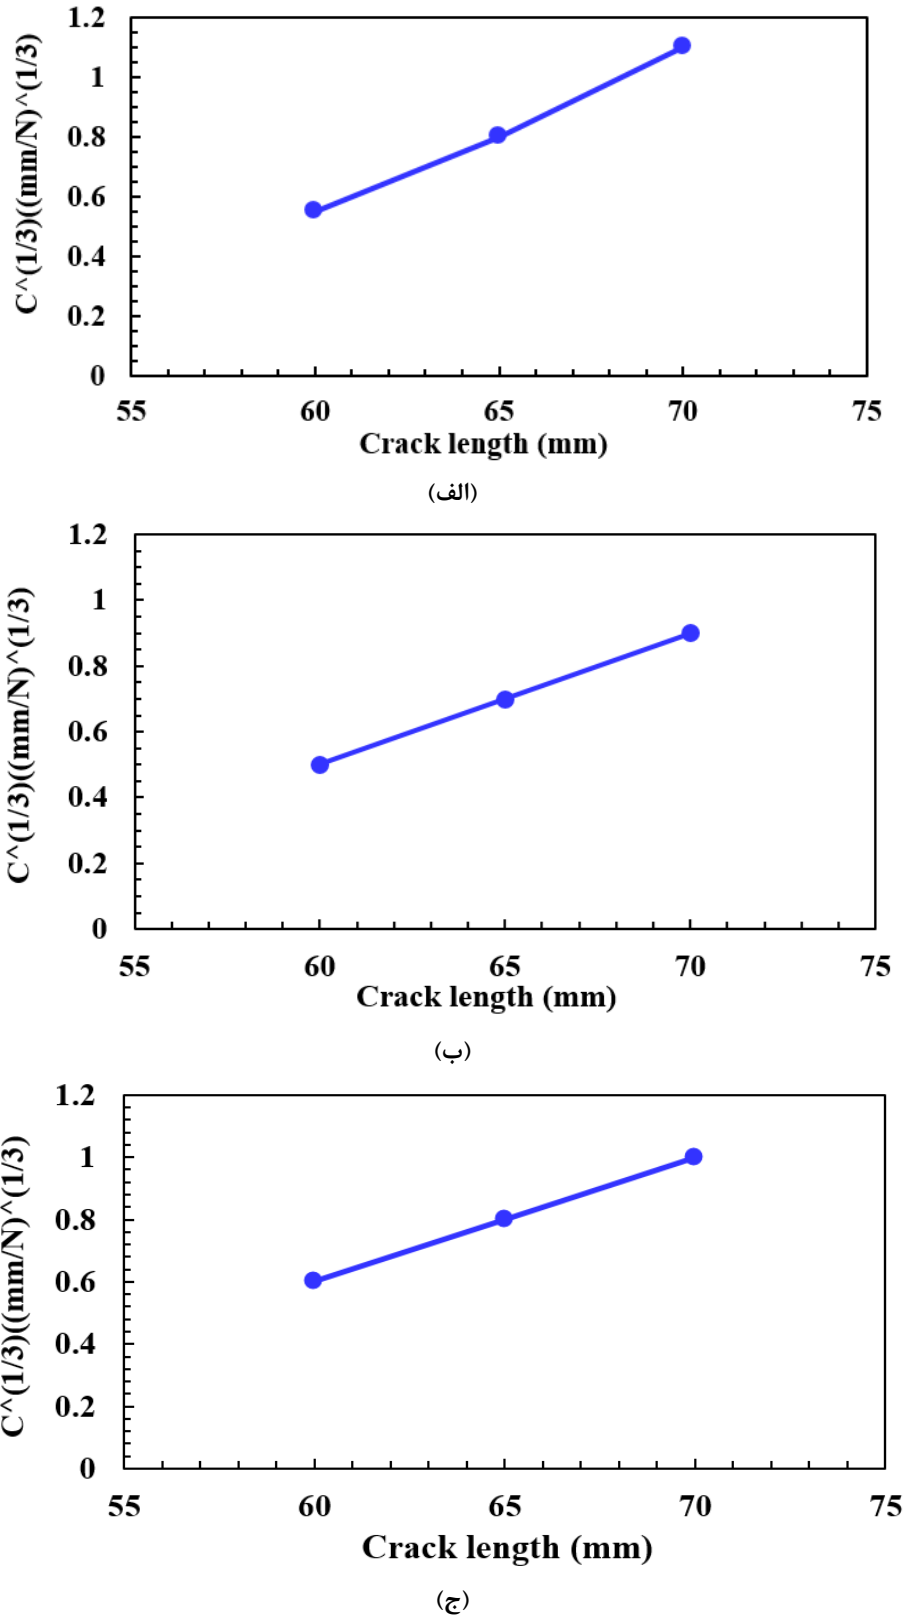 1.2
1
0.8
0.6
0.4
0.2
0
C^(1/3)((mm/N)^(1/3)
55 60 65 70 75
Crack length (mm)
(الف)
1.2
1
0.8
0.6
0.4
0.2
0
C^(1/3)((mm/N)^(1/3)
55 60 65 70 75
Crack length (mm)
(ب)
1.2
1
0.8
0.6
0.4
0.2
0
C^(1/3)((mm/N)^(1/3)
55 60 65 70 75
Crack length (mm)
(ج)